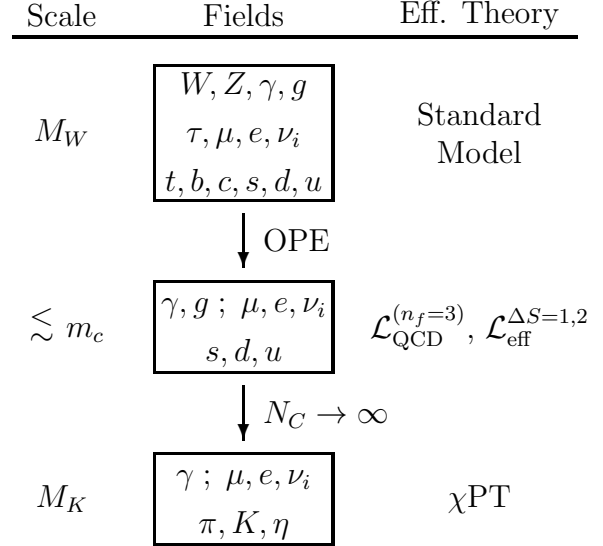 Scale Fields Eff. Theory
W, Z, γ, g
M_W τ, μ, e, ν_i Standard
Model
t, b, c, s, d, u
OPE
≲ m_c γ, g ; μ, e, ν_i
s, d, u
ℒ_QCD^(n_f=3), ℒ_eff^ΔS=1,2
N_C → ∞
M_K γ ; μ, e, ν_i χPT
π, K, η